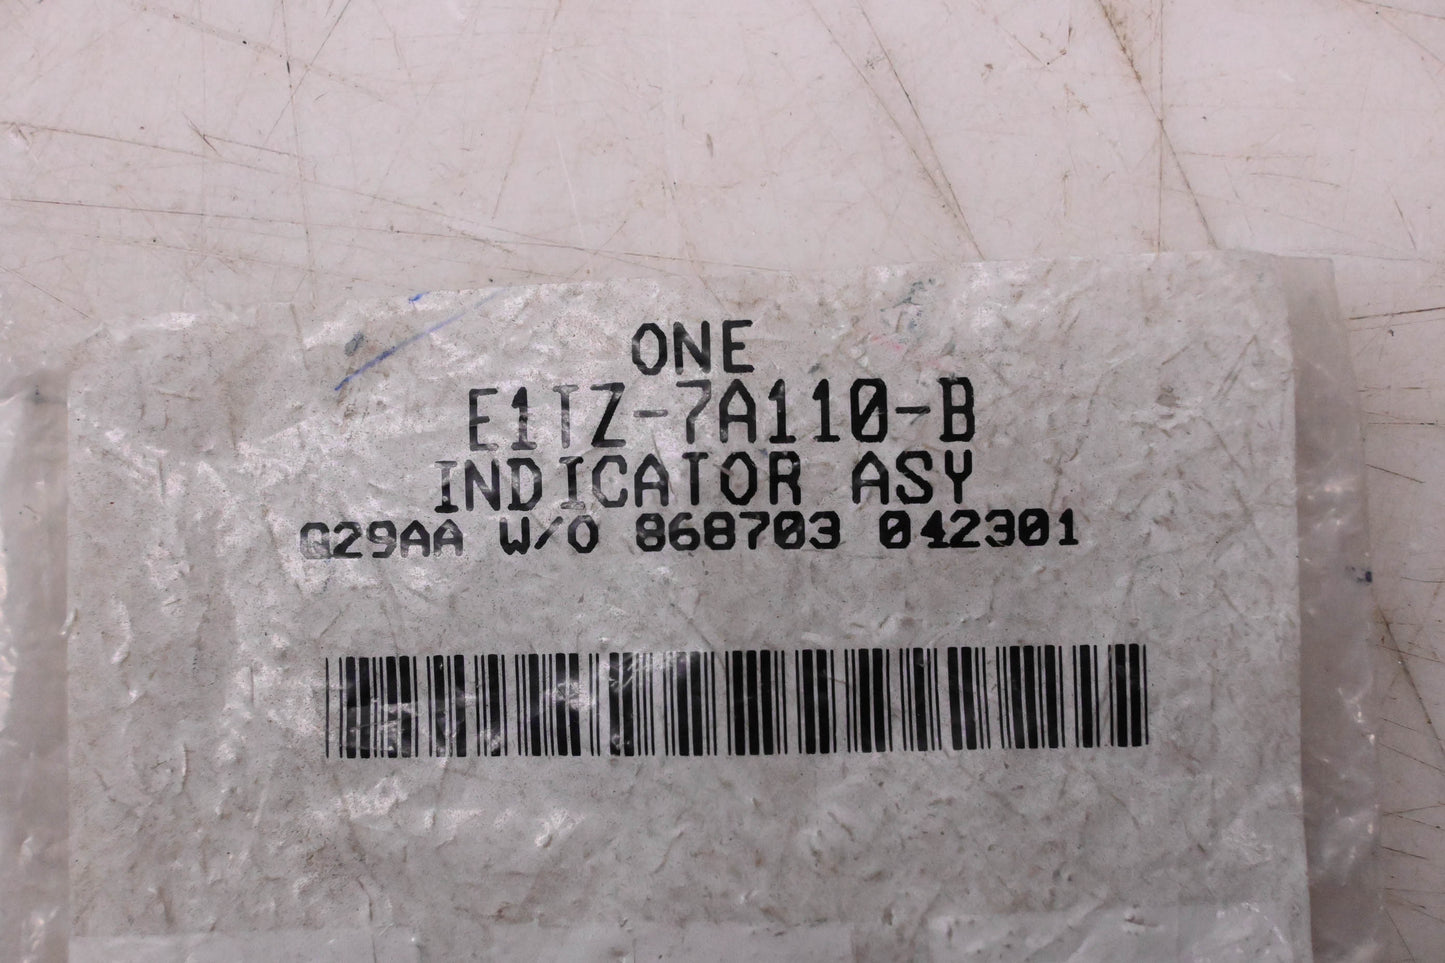 ONE
E1TZ-7A110-B
INDICATOR ASY
G29AA W/O 868703 042301